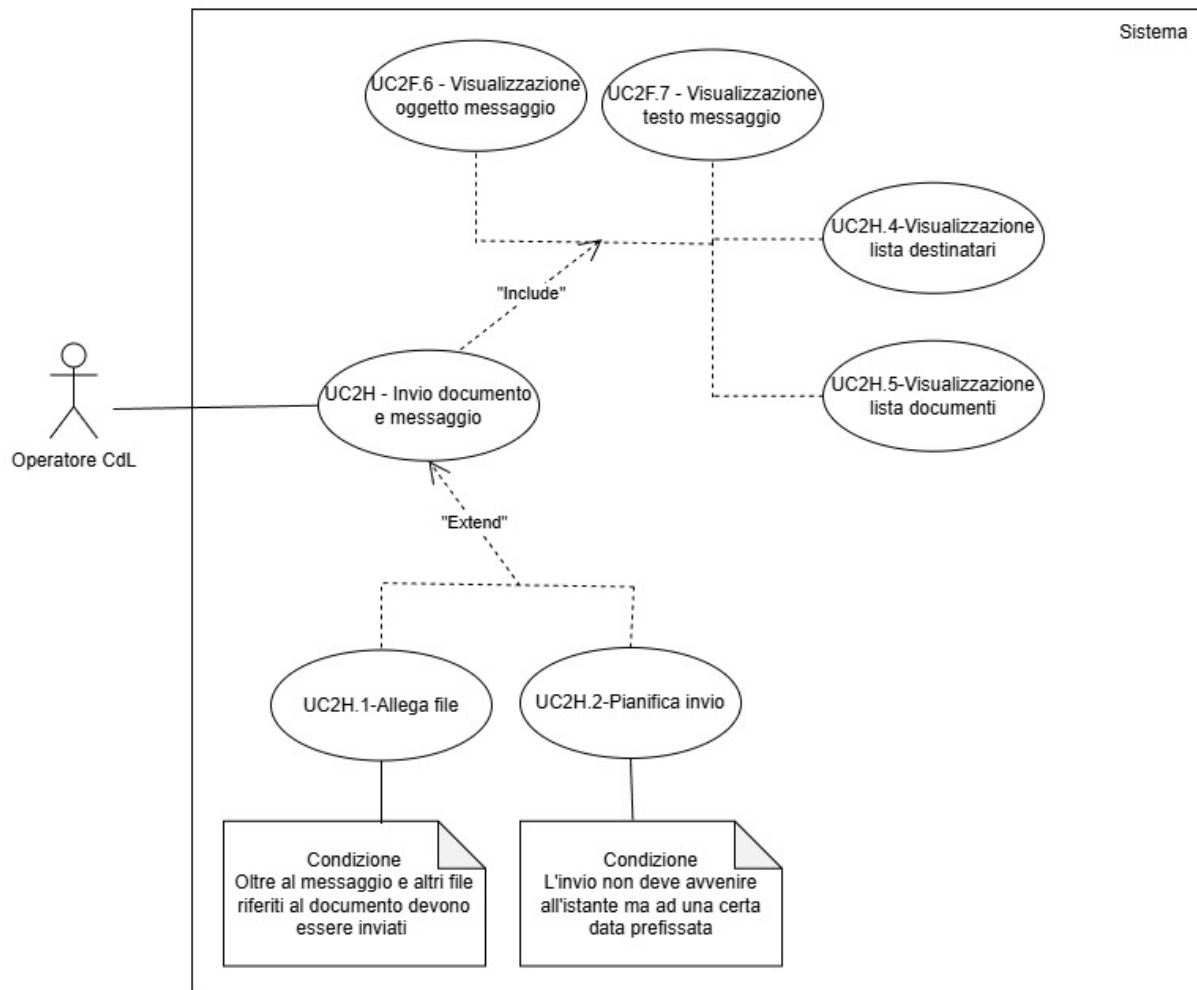 Sistema
UC2F.6 - Visualizzazione
oggetto messaggio
UC2F.7 - Visualizzazione
testo messaggio
UC2H.4-Visualizzazione
lista destinatari
"Include"
UC2H - Invio documento
e messaggio
UC2H.5-Visualizzazione
lista documenti
Operatore CdL
"Extend"
UC2H.1-Allega file
UC2H.2-Pianifica invio
Condizione
Oltre al messaggio e altri file
riferiti al documento devono
essere inviati
Condizione
L'invio non deve avvenire
all'istante ma ad una certa
data prefissata